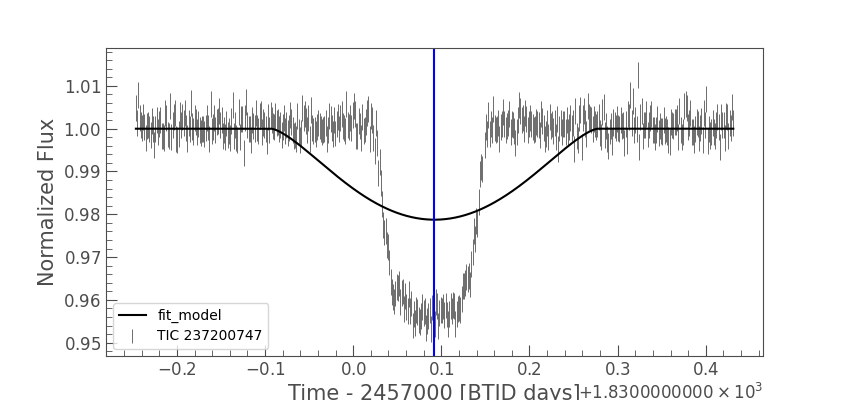 1.01
1.00
0.99
0.98
0.97
0.96
0.95
Normalized Flux
fit_model
TIC 237200747
−0.2 −0.1 0.0 0.1 0.2 0.3 0.4
Time - 2457000 [BTJD days]
+1.8300000000 × 10³